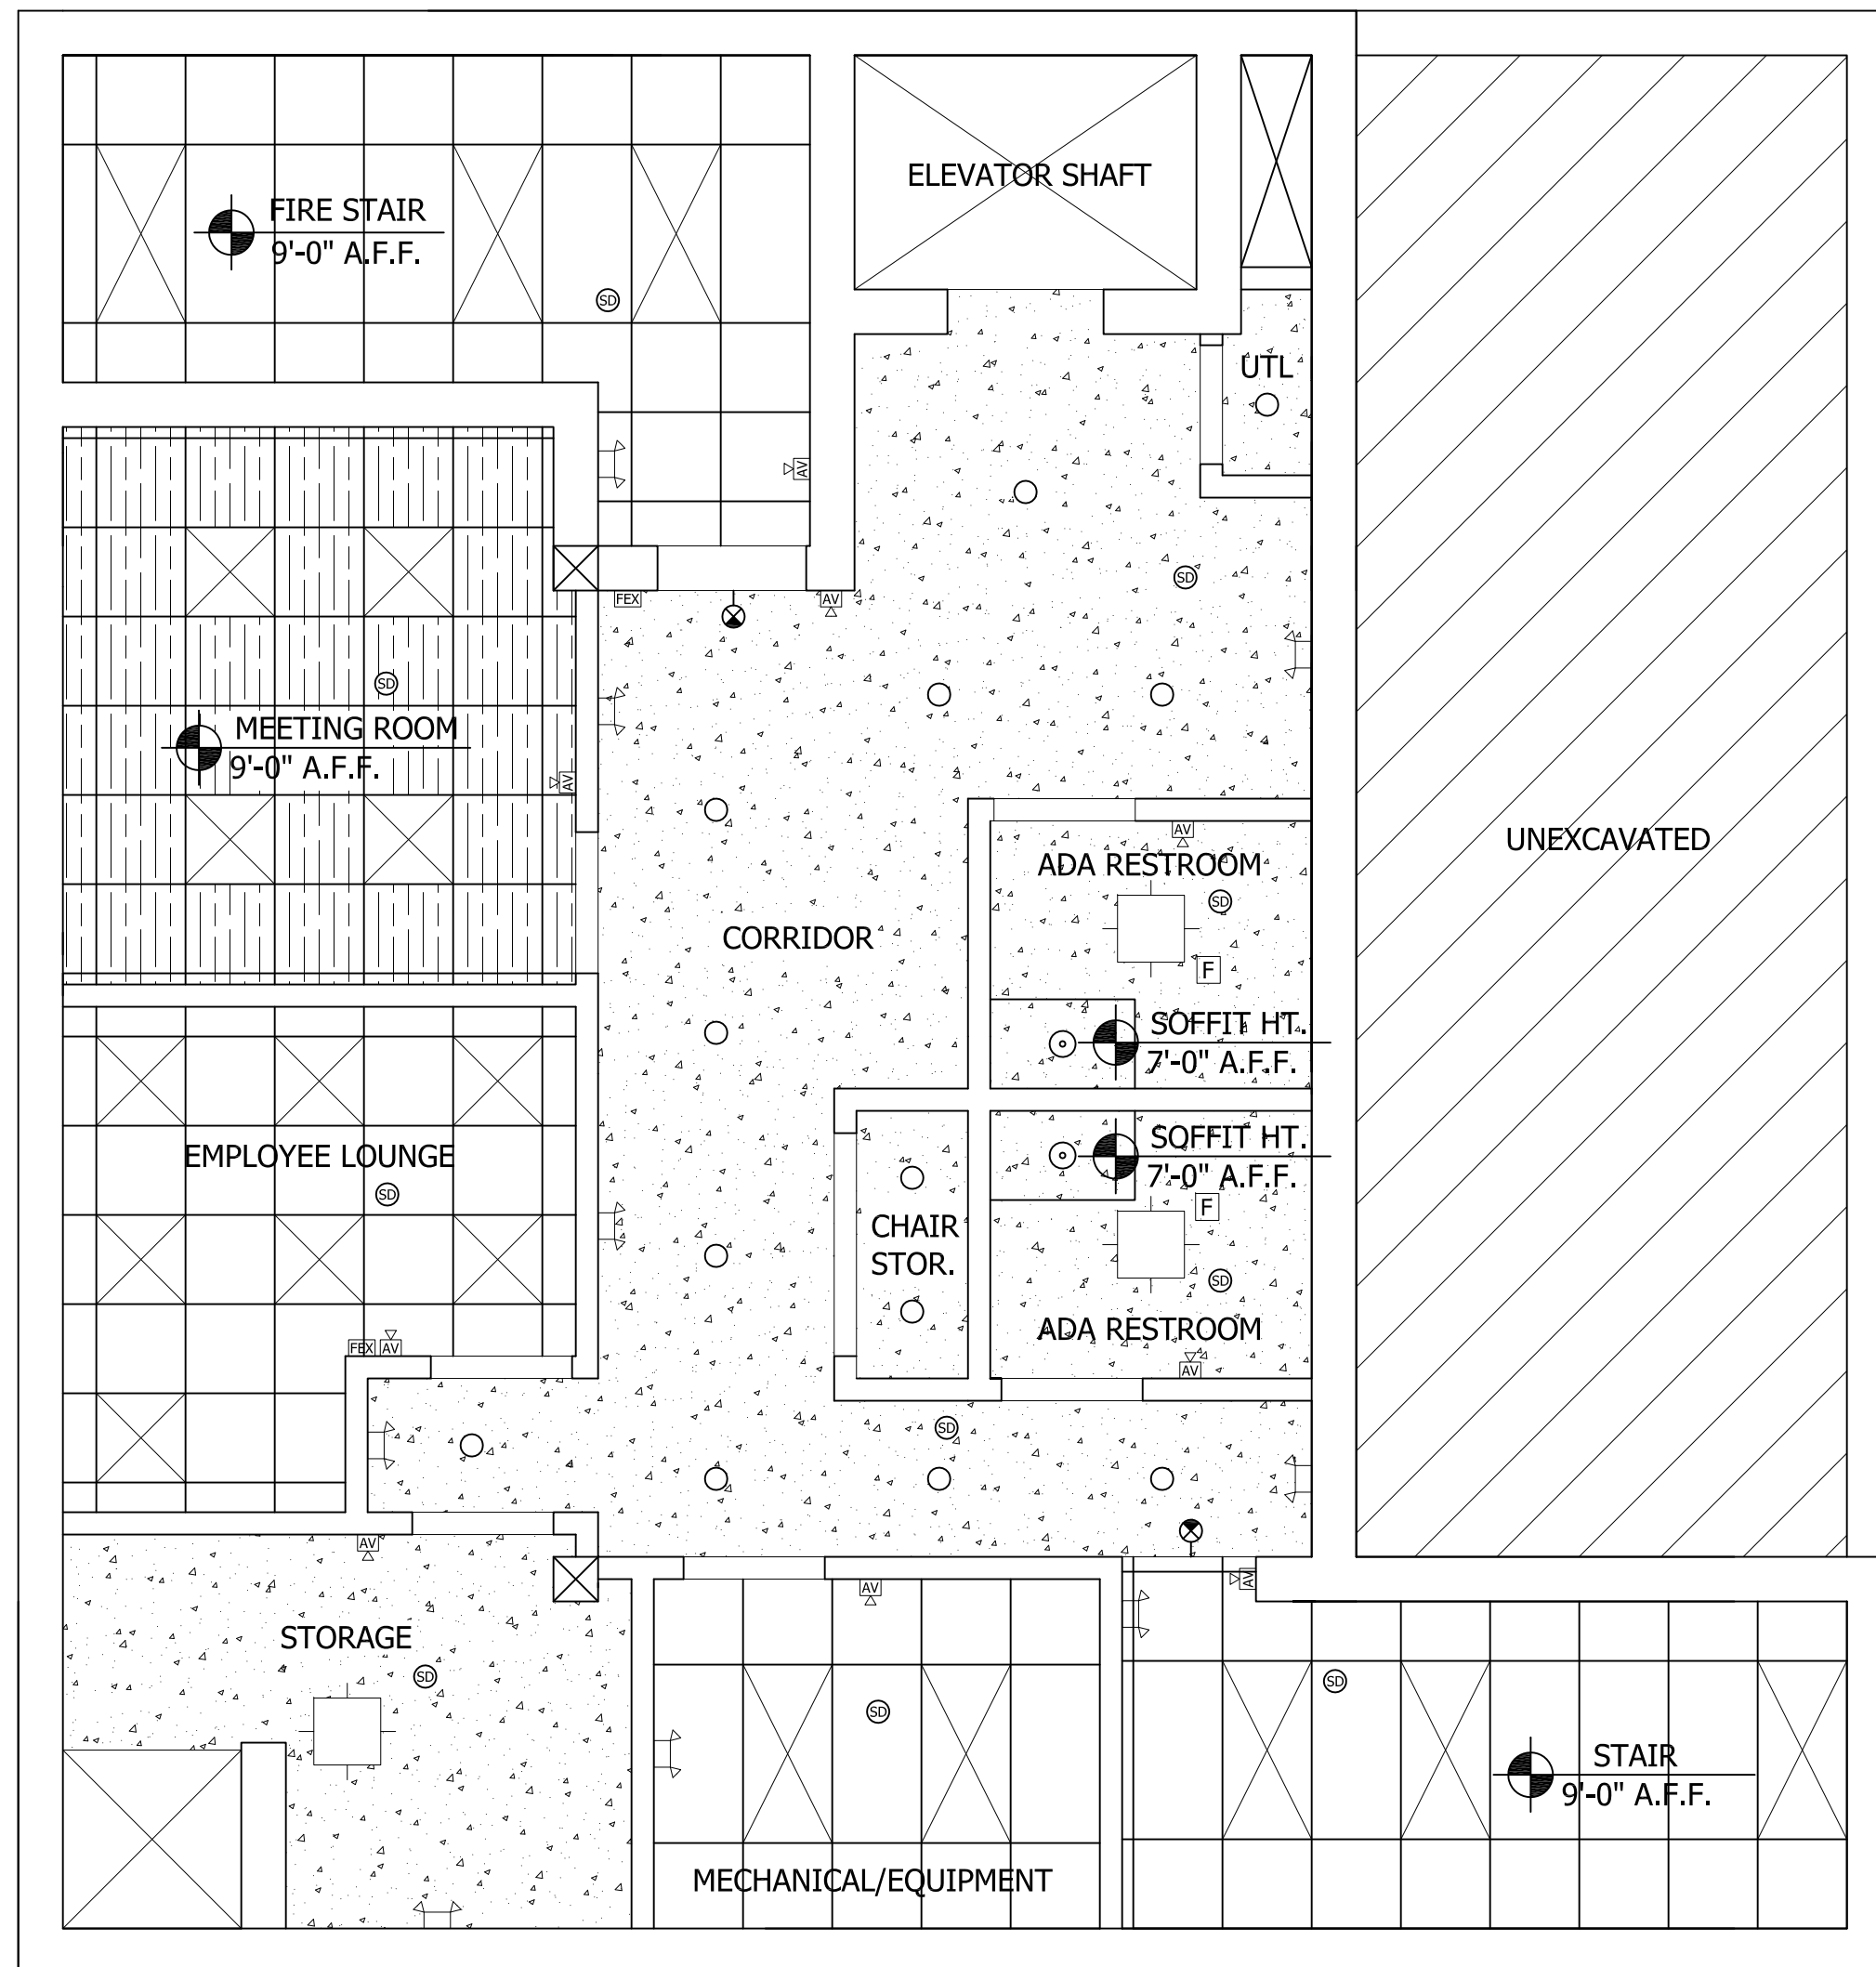 ELEVATOR SHAFT
FIRE STAIR
9'-0" A.F.F.
SD
UTL
AV
SD
FEX
AV
SD
MEETING ROOM
9'-0" A.F.F.
AV
AV
UNEXCAVATED
ADA RESTROOM
SD
CORRIDOR
F
SOFFIT HT.
7'-0" A.F.F.
SOFFIT HT.
7'-0" A.F.F.
EMPLOYEE LOUNGE
SD
F
CHAIR
STOR.
SD
ADA RESTROOM
FEX
AV
AV
SD
AV
AV
AV
STORAGE
SD
SD
SD
STAIR
9'-0" A.F.F.
MECHANICAL/EQUIPMENT